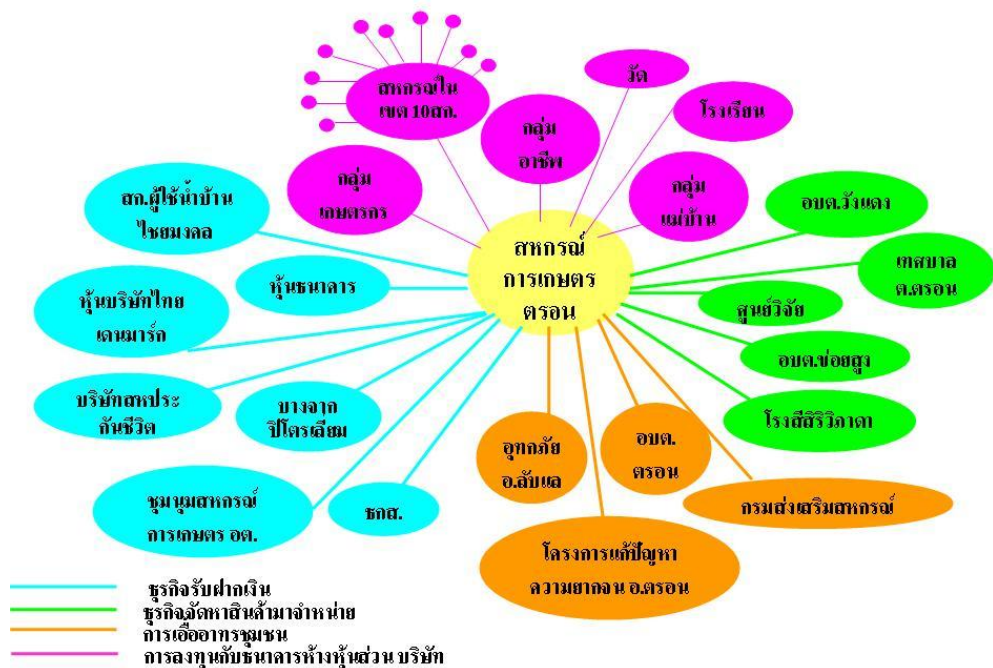 สหกรณ์ใน
เขต 10สก.
วัด
โรงเรียน
กลุ่ม
อาชีพ
กลุ่ม
เกษตรกร
กลุ่ม
แม่บ้าน
สก.ผู้ใช้น้ำบ้าน
ไชยมงคล
อบต.วังแดง
สหกรณ์
การเกษตร
ตรอน
เทศบาล
ต.ตรอน
หุ้นธนาคาร
หุ้นบริษัทไทย
เดนมาร์ก
ศูนย์วิจัย
อบต.ข่อยสูง
บริษัทสหประ
กันชีวิต
บางจาก
ปิโตรเลียม
โรงสีสิริวิภาดา
อุทกภัย
อ.ลับแล
อบต.
ตรอน
ชุมนุมสหกรณ์
การเกษตร อต.
ธกส.
กรมส่งเสริมสหกรณ์
โครงการแก้ปัญหา
ความยากจน อ.ตรอน
ธุรกิจรับฝากเงิน
ธุรกิจจัดหาสินค้ามาจำหน่าย
การเอื้ออาทรชุมชน
การลงทุนกับธนาคารห้างหุ้นส่วน บริษัท